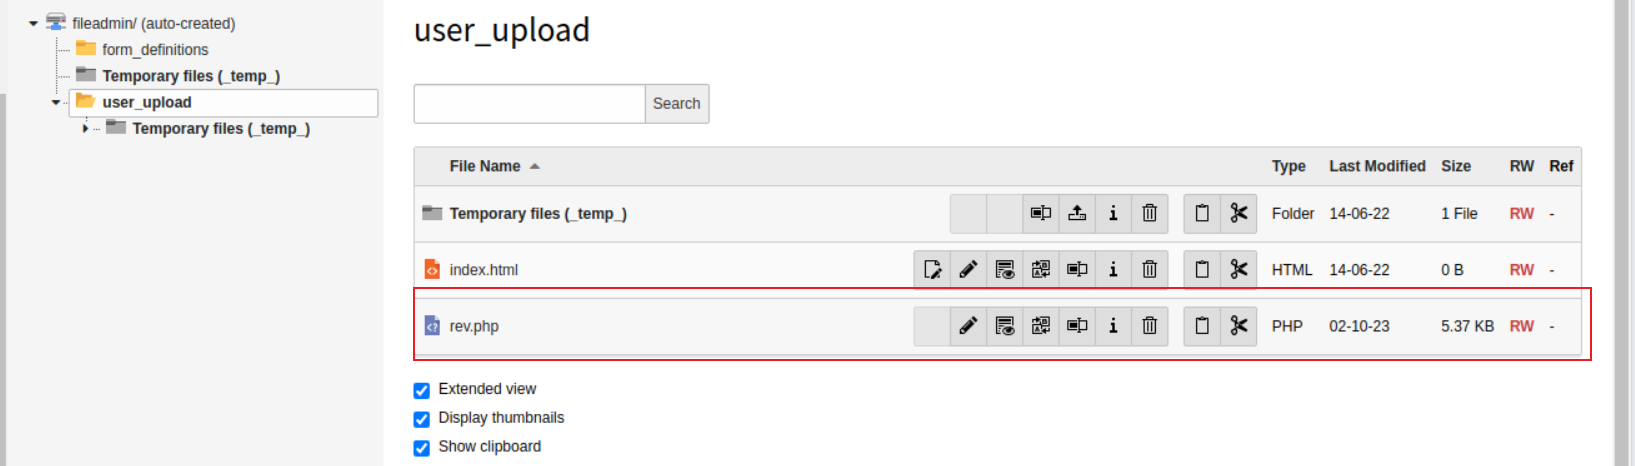 fileadmin/ (auto-created)
form_definitions
Temporary files (_temp_)
user_upload
Temporary files (_temp_)
user_upload
Search
File Name Type Last Modified Size RW Ref
Temporary files (_temp_) Folder 14-06-22 1 File RW -
index.html HTML 14-06-22 0 B RW -
rev.php PHP 02-10-23 5.37 KB RW -
Extended view
Display thumbnails
Show clipboard